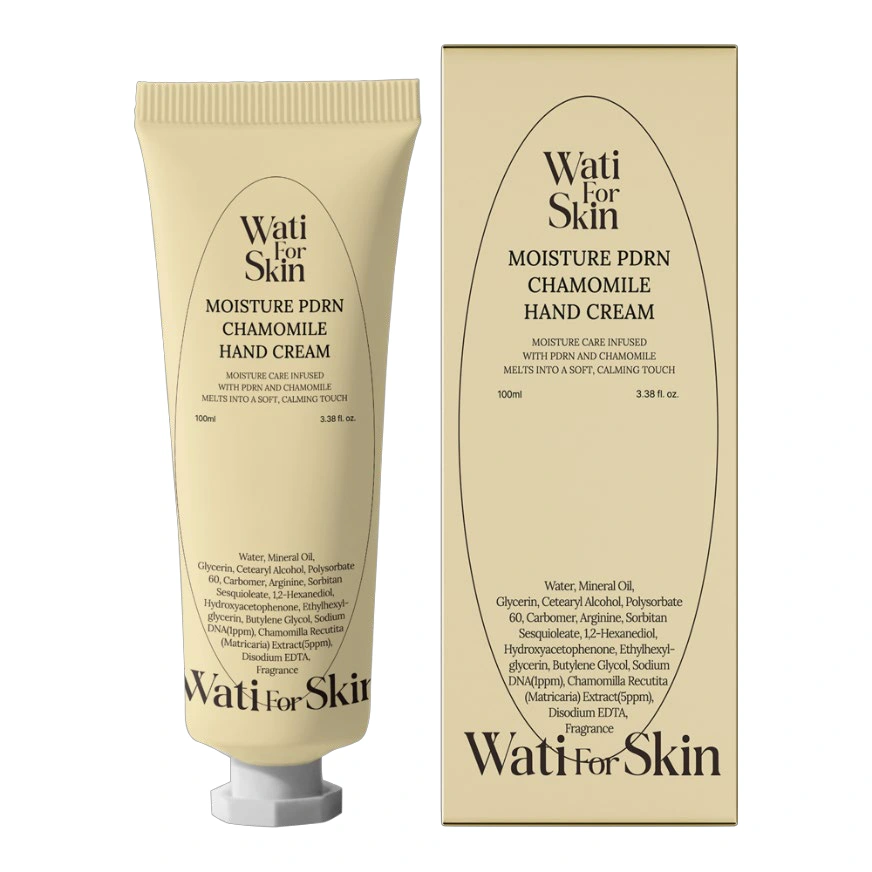 Wati
For
Skin
MOISTURE PDRN
CHAMOMILE
HAND CREAM
MOISTURE CARE INFUSED
WITH PDRN AND CHAMOMILE
MELTS INTO A SOFT, CALMING TOUCH
100ml 3.38 fl. oz.
Water, Mineral Oil,
Glycerin, Cetearyl Alcohol, Polysorbate
60, Carbomer, Arginine, Sorbitan
Sesquioleate, 1,2-Hexanediol,
Hydroxyacetophenone, Ethylhexyl-
glycerin, Butylene Glycol, Sodium
DNA(1ppm), Chamomilla Recutita
(Matricaria) Extract(5ppm),
Disodium EDTA,
Fragrance
Wati For Skin
Wati
For
Skin
MOISTURE PDRN
CHAMOMILE
HAND CREAM
MOISTURE CARE INFUSED
WITH PDRN AND CHAMOMILE
MELTS INTO A SOFT, CALMING TOUCH
100ml 3.38 fl. oz.
Water, Mineral Oil,
Glycerin, Cetearyl Alcohol, Polysorbate
60, Carbomer, Arginine, Sorbitan
Sesquioleate, 1,2-Hexanediol,
Hydroxyacetophenone, Ethylhexyl-
glycerin, Butylene Glycol, Sodium
DNA(1ppm), Chamomilla Recutita
(Matricaria) Extract(5ppm),
Disodium EDTA,
Fragrance
Wati For Skin